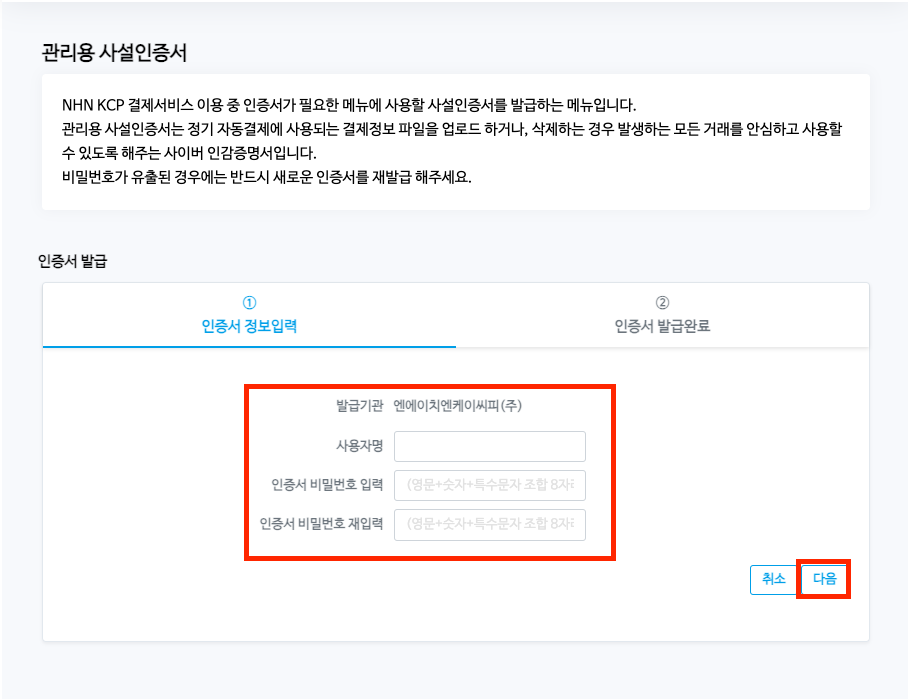 관리용 사설인증서
NHN KCP 결제서비스 이용 중 인증서가 필요한 메뉴에 사용할 사설인증서를 발급하는 메뉴입니다.
관리용 사설인증서는 정기 자동결제에 사용되는 결제정보 파일을 업로드 하거나, 삭제하는 경우 발생하는 모든 거래를 안심하고 사용할
수 있도록 해주는 사이버 인감증명서입니다.
비밀번호가 유출된 경우에는 반드시 새로운 인증서를 재발급 해주세요.
인증서 발급
① ②
인증서 정보입력 인증서 발급완료
발급기관 엔에이치엔케이씨피(주)
사용자명
인증서 비밀번호 입력 (영문+숫자+특수문자 조합 8자리
인증서 비밀번호 재입력 (영문+숫자+특수문자 조합 8자리
취소 다음